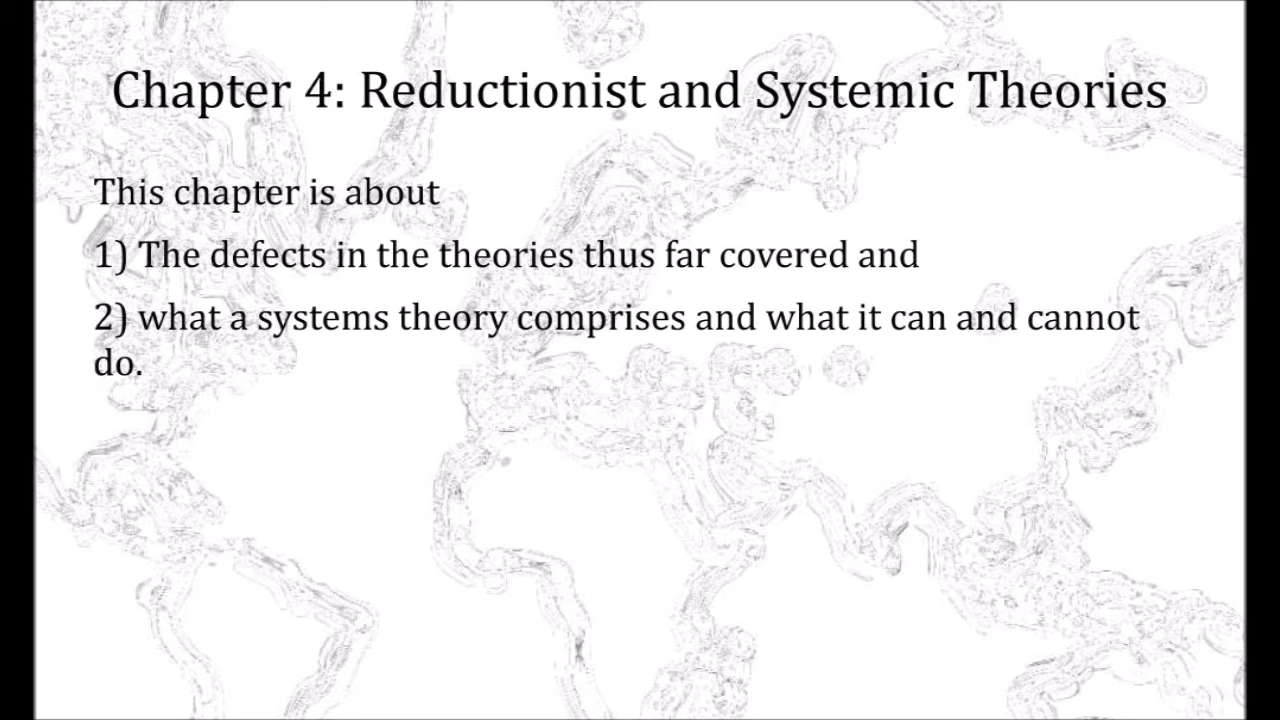 Chapter 4: Reductionist and Systemic Theories
This chapter is about
1) The defects in the theories thus far covered and
2) what a systems theory comprises and what it can and cannot
do.